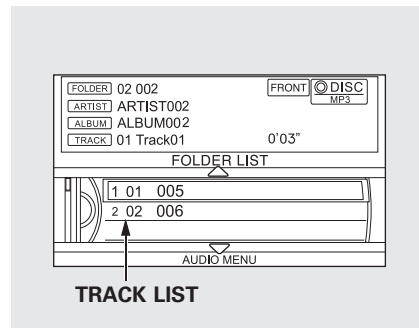 FOLDER 02 002 FRONT DISC
MP3
ARTIST ARTIST002
ALBUM ALBUM002
TRACK 01 Track01 0'03"
FOLDER LIST
1 01 005
2 02 006
AUDIO MENU
TRACK LIST